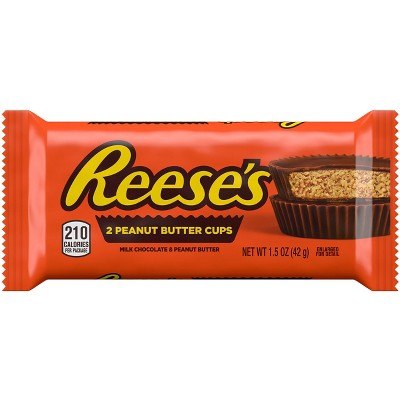 Reese's
2 PEANUT BUTTER CUPS
MILK CHOCOLATE & PEANUT BUTTER
210
CALORIES
PER PACKAGE
NET WT 1.5 OZ (42 g)
ENLARGED
FOR DETAIL